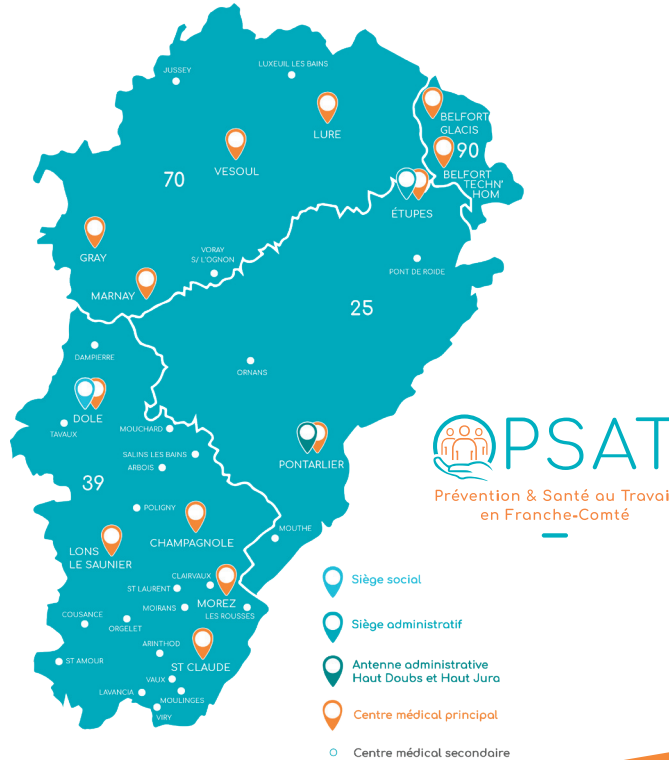 JUSSEY
LUXEUIL LES BAINS
LURE
VESOUL
70
BELFORT
GLACIS
90
BELFORT
TECHN'
HOM
ÉTUPES
GRAY
VORAY
S/ L'OGNON
PONT DE ROIDE
MARNAY
25
DAMPIERRE
ORNANS
DOLE
TAVAUX
MOUCHARD
SALINS LES BAINS
ARBOIS
PONTARLIER
39
POLIGNY
CHAMPAGNOLE
MOUTHE
LONS
LE SAUNIER
CLAIRVAUX
ST LAURENT
MOREZ
MOIRANS
LES ROUSSES
COUSANCE
ORGELET
ARINTHOD
ST CLAUDE
ST AMOUR
VAUX
LAVANCIA
MOULINGES
VIRY
OPSAT
Prévention & Santé au Travai
en Franche-Comté
Siège social
Siège administratif
Antenne administrative
Haut Doubs et Haut Jura
Centre médical principal
Centre médical secondaire